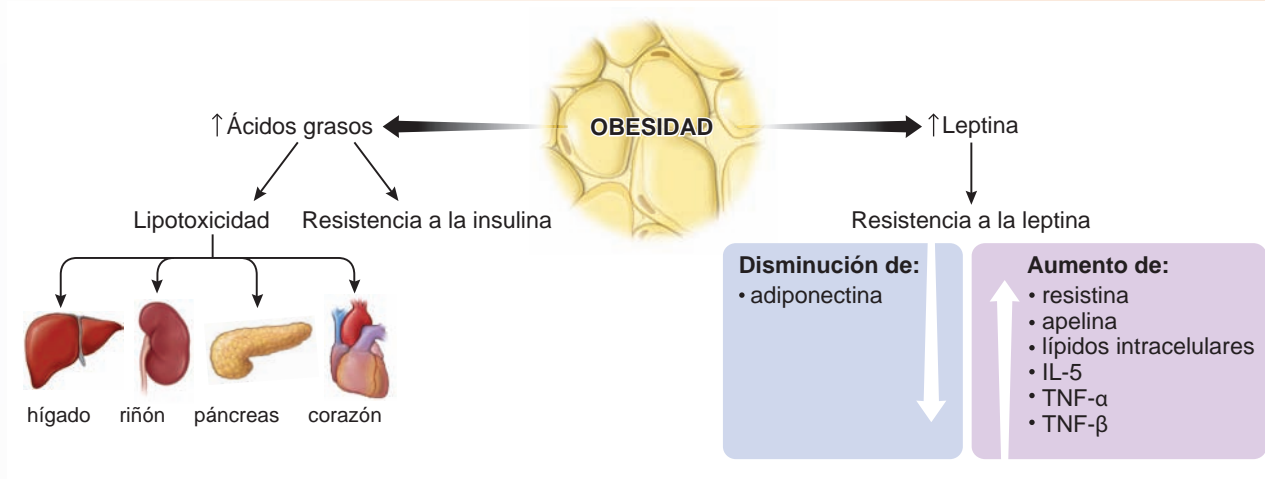 OBESIDAD
↑Ácidos grasos
Lipotoxicidad
Resistencia a la insulina
hígado
riñón
páncreas
corazón
↑Leptina
Resistencia a la leptina
Disminución de:
• adiponectina
Aumento de:
• resistina
• apelina
• lípidos intracelulares
• IL-5
• TNF-α
• TNF-β